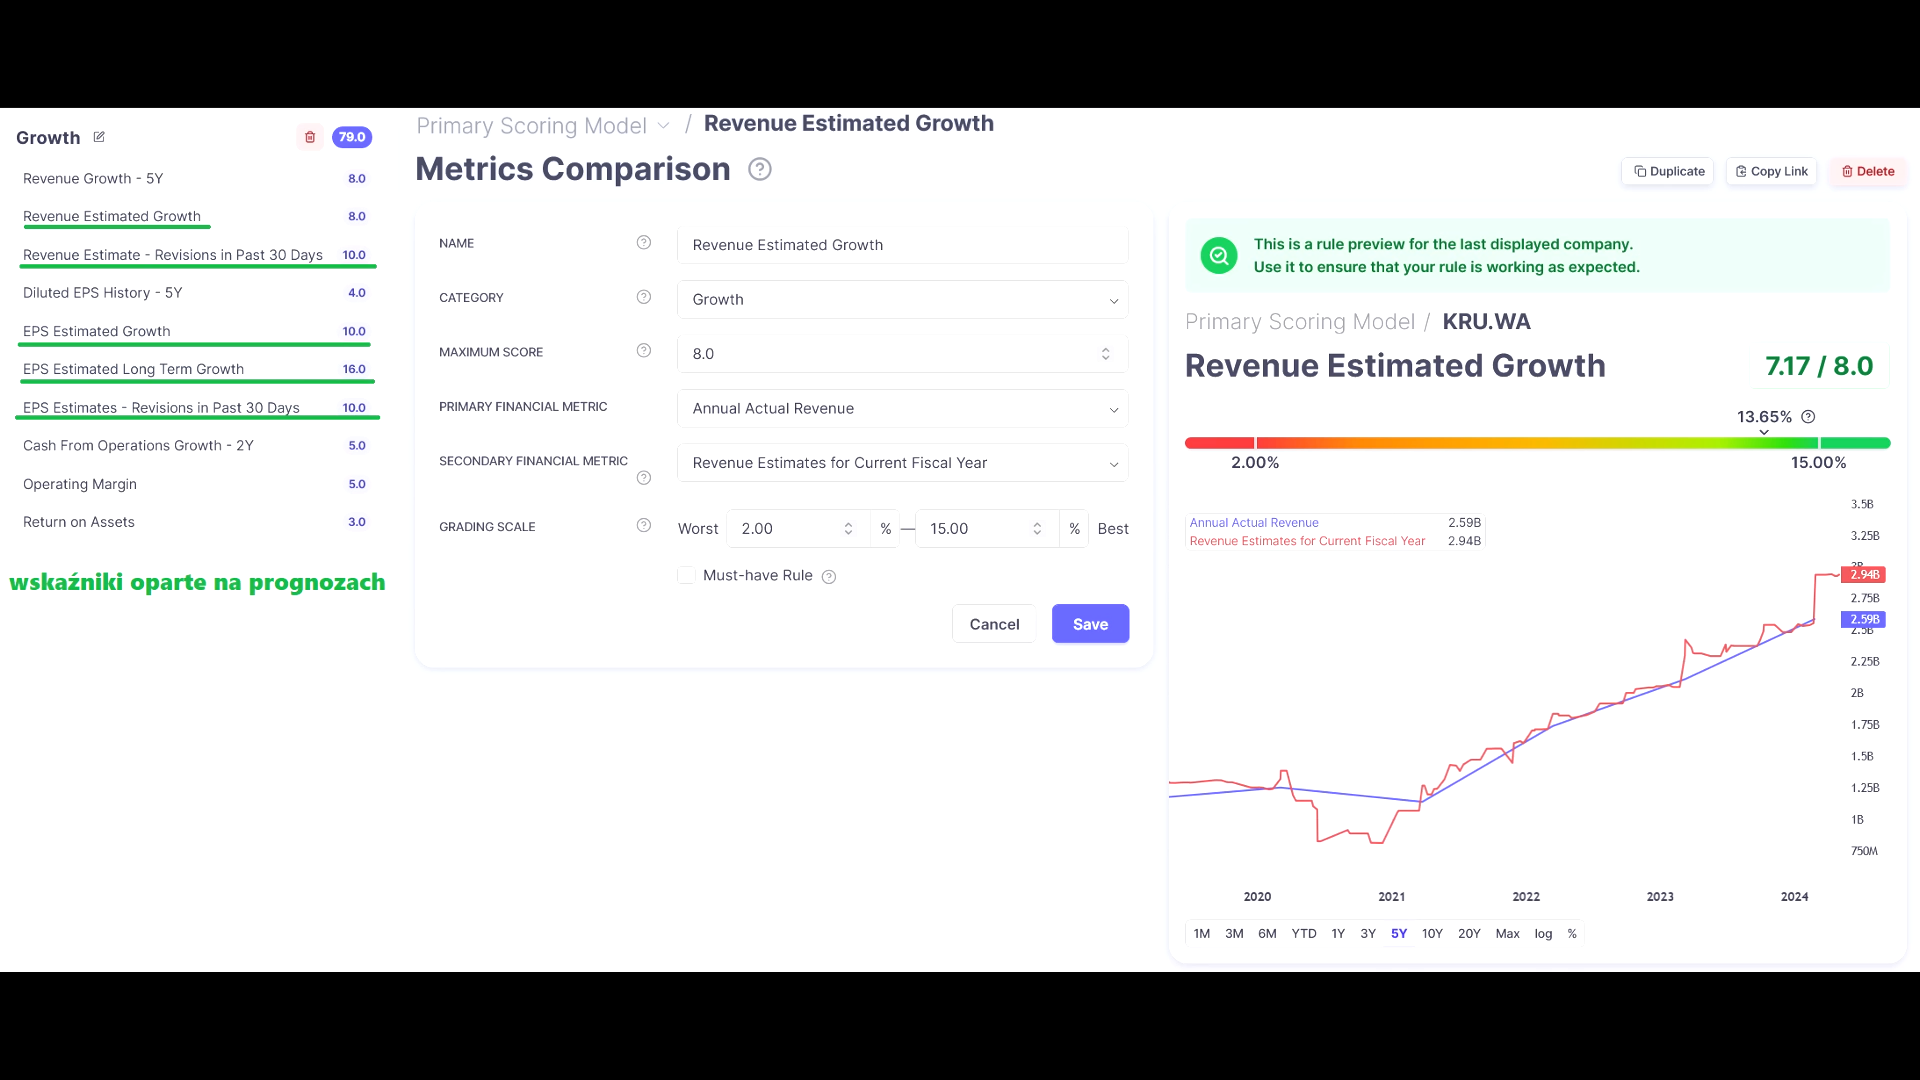 Growth 79.0
Revenue Growth - 5Y 8.0
Revenue Estimated Growth 8.0
Revenue Estimate - Revisions in Past 30 Days 10.0
Diluted EPS History - 5Y 4.0
EPS Estimated Growth 10.0
EPS Estimated Long Term Growth 16.0
EPS Estimates - Revisions in Past 30 Days 10.0
Cash From Operations Growth - 2Y 5.0
Operating Margin 5.0
Return on Assets 3.0
wskaźniki oparte na prognozach
Primary Scoring Model / Revenue Estimated Growth
Metrics Comparison ?
Duplicate Copy Link Delete
NAME ? Revenue Estimated Growth
CATEGORY ? Growth
MAXIMUM SCORE ? 8.0
PRIMARY FINANCIAL METRIC Annual Actual Revenue
SECONDARY FINANCIAL METRIC ? Revenue Estimates for Current Fiscal Year
GRADING SCALE ? Worst 2.00 % — 15.00 % Best
Must-have Rule ?
Cancel Save
This is a rule preview for the last displayed company.
Use it to ensure that your rule is working as expected.
Primary Scoring Model / KRU.WA
Revenue Estimated Growth 7.17 / 8.0
13.65% ?
2.00% 15.00%
Annual Actual Revenue 2.59B
Revenue Estimates for Current Fiscal Year 2.94B
3.5B
3.25B
2.94B
2.75B
2.59B
2.5B
2.25B
2B
1.75B
1.5B
1.25B
1B
750M
2020 2021 2022 2023 2024
1M 3M 6M YTD 1Y 3Y 5Y 10Y 20Y Max log %